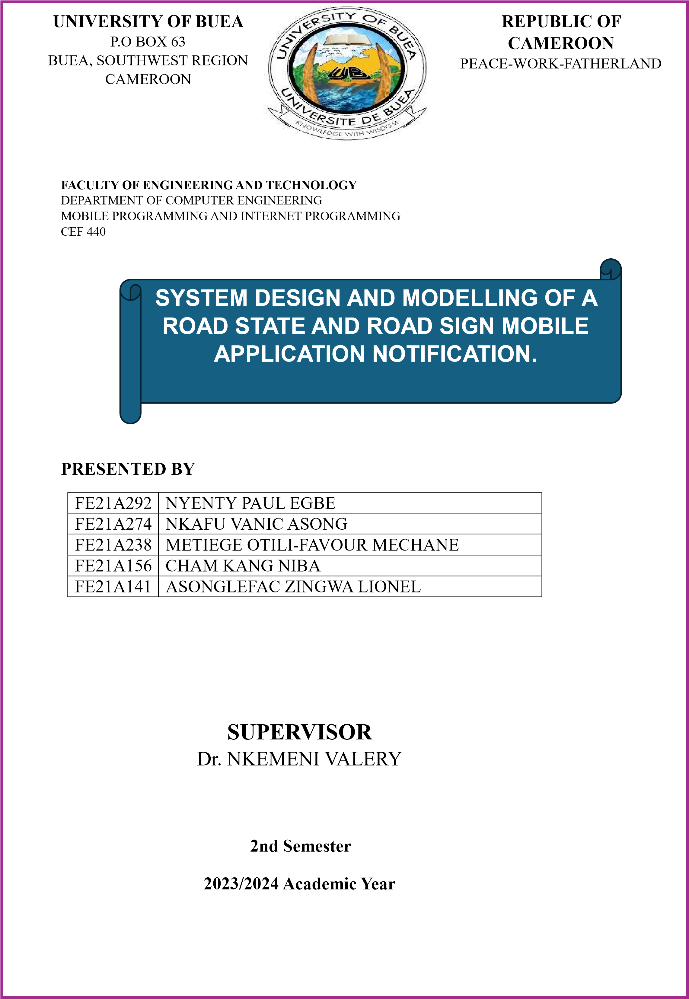 UNIVERSITY OF BUEA
P.O BOX 63
BUEA, SOUTHWEST REGION
CAMEROON
UNIVERSITY OF BUEA
UB
UNIVERSITE DE BUEA
KNOWLEDGE WITH WISDOM
REPUBLIC OF
CAMEROON
PEACE-WORK-FATHERLAND
FACULTY OF ENGINEERING AND TECHNOLOGY
DEPARTMENT OF COMPUTER ENGINEERING
MOBILE PROGRAMMING AND INTERNET PROGRAMMING
CEF 440
SYSTEM DESIGN AND MODELLING OF A
ROAD STATE AND ROAD SIGN MOBILE
APPLICATION NOTIFICATION.
PRESENTED BY
FE21A292 NYENTY PAUL EGBE
FE21A274 NKAFU VANIC ASONG
FE21A238 METIEGE OTILI-FAVOUR MECHANE
FE21A156 CHAM KANG NIBA
FE21A141 ASONGLEFAC ZINGWA LIONEL
SUPERVISOR
Dr. NKEMENI VALERY
2nd Semester
2023/2024 Academic Year